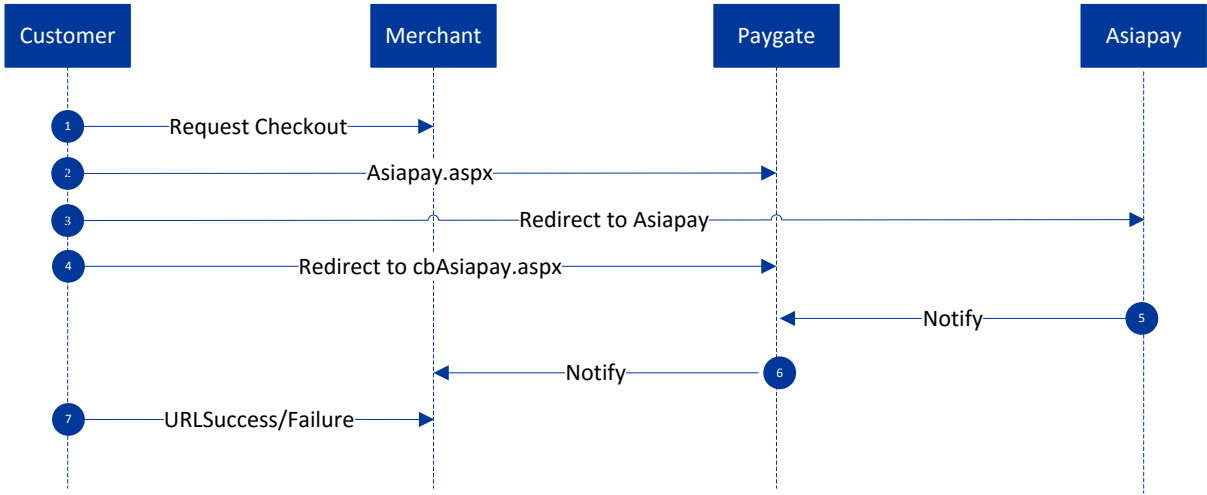 Customer
Merchant
Paygate
Asiapay
1
Request Checkout
2
Asiapay.aspx
3
Redirect to Asiapay
4
Redirect to cbAsiapay.aspx
Notify
5
Notify
6
7
URLSuccess/Failure